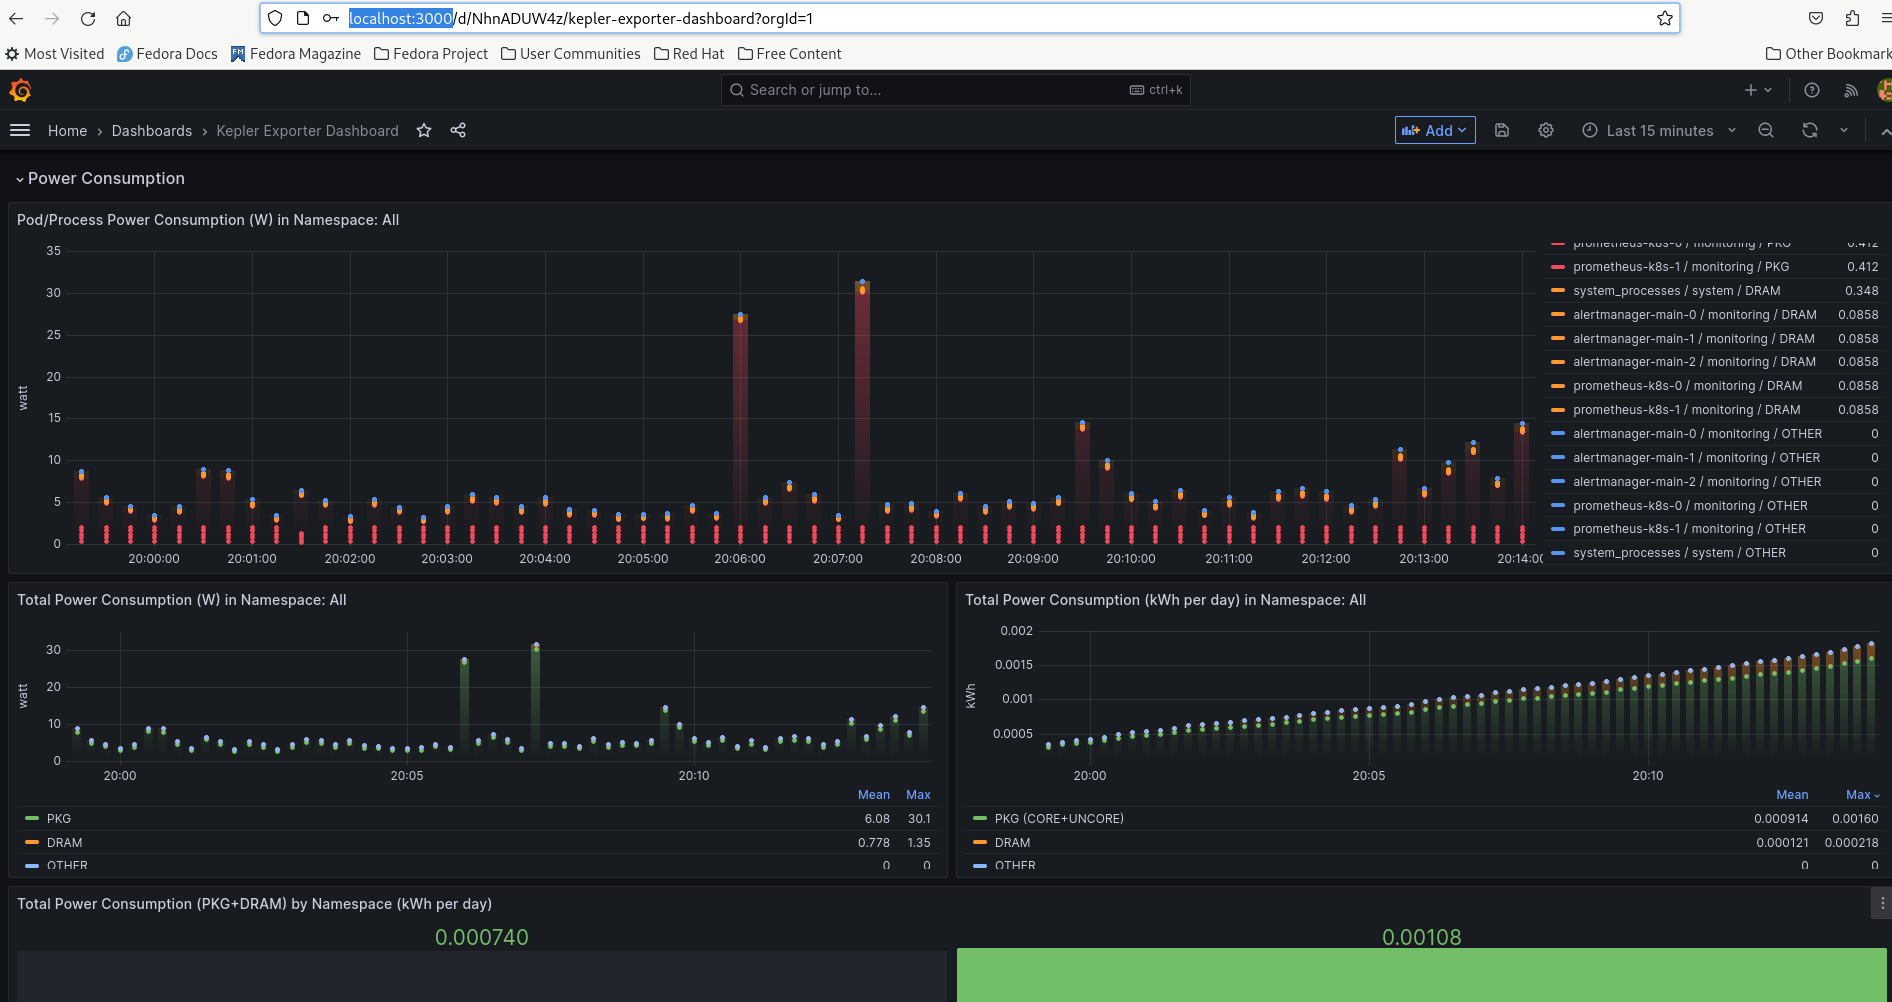 localhost:3000/d/NhnADUW4z/kepler-exporter-dashboard?orgId=1
Most Visited Fedora Docs Fedora Magazine Fedora Project User Communities Red Hat Free Content Other Bookmark
Search or jump to... ctrl+k
Home › Dashboards › Kepler Exporter Dashboard Add Last 15 minutes
Power Consumption
Pod/Process Power Consumption (W) in Namespace: All
watt
35
30
25
20
15
10
5
0
20:00:00 20:01:00 20:02:00 20:03:00 20:04:00 20:05:00 20:06:00 20:07:00 20:08:00 20:09:00 20:10:00 20:11:00 20:12:00 20:13:00 20:14:00
prometheus-k8s-0 / monitoring / PKG 0.412
prometheus-k8s-1 / monitoring / PKG 0.412
system_processes / system / DRAM 0.348
alertmanager-main-0 / monitoring / DRAM 0.0858
alertmanager-main-1 / monitoring / DRAM 0.0858
alertmanager-main-2 / monitoring / DRAM 0.0858
prometheus-k8s-0 / monitoring / DRAM 0.0858
prometheus-k8s-1 / monitoring / DRAM 0.0858
alertmanager-main-0 / monitoring / OTHER 0
alertmanager-main-1 / monitoring / OTHER 0
alertmanager-main-2 / monitoring / OTHER 0
prometheus-k8s-0 / monitoring / OTHER 0
prometheus-k8s-1 / monitoring / OTHER 0
system_processes / system / OTHER 0
Total Power Consumption (W) in Namespace: All
watt
30
20
10
0
20:00 20:05 20:10
Mean Max
PKG 6.08 30.1
DRAM 0.778 1.35
OTHER 0 0
Total Power Consumption (kWh per day) in Namespace: All
kWh
0.002
0.0015
0.001
0.0005
20:00 20:05 20:10
Mean Max
PKG (CORE+UNCORE) 0.000914 0.00160
DRAM 0.000121 0.000218
OTHER 0 0
Total Power Consumption (PKG+DRAM) by Namespace (kWh per day)
0.000740 0.00108